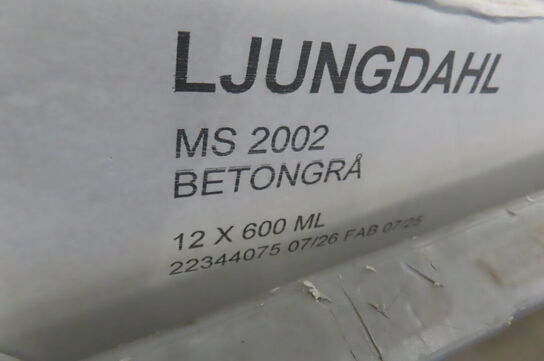 LJUNGDAHL
MS 2002
BETONGRÅ
12 X 600 ML
22344075 07/26 FAB 07/25